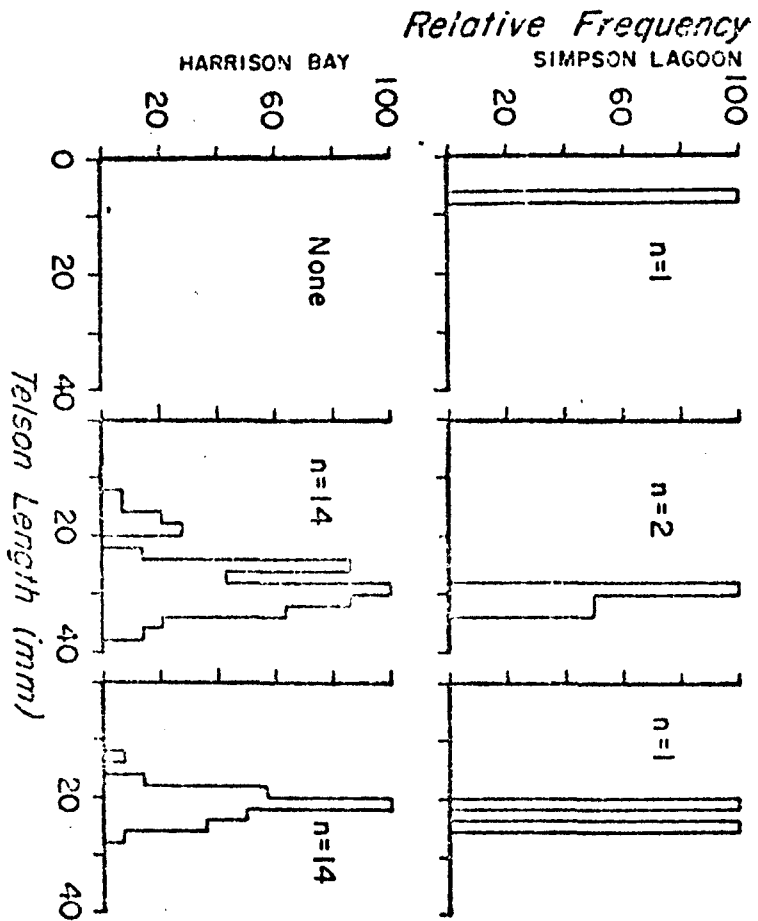 Relative Frequency
SIMPSON LAGOON
100
60
20
n=1
n=2
n=1
HARRISON BAY
100
60
20
None
n=14
n=14
0
20
40
20
40
20
40
Telson Length (mm)